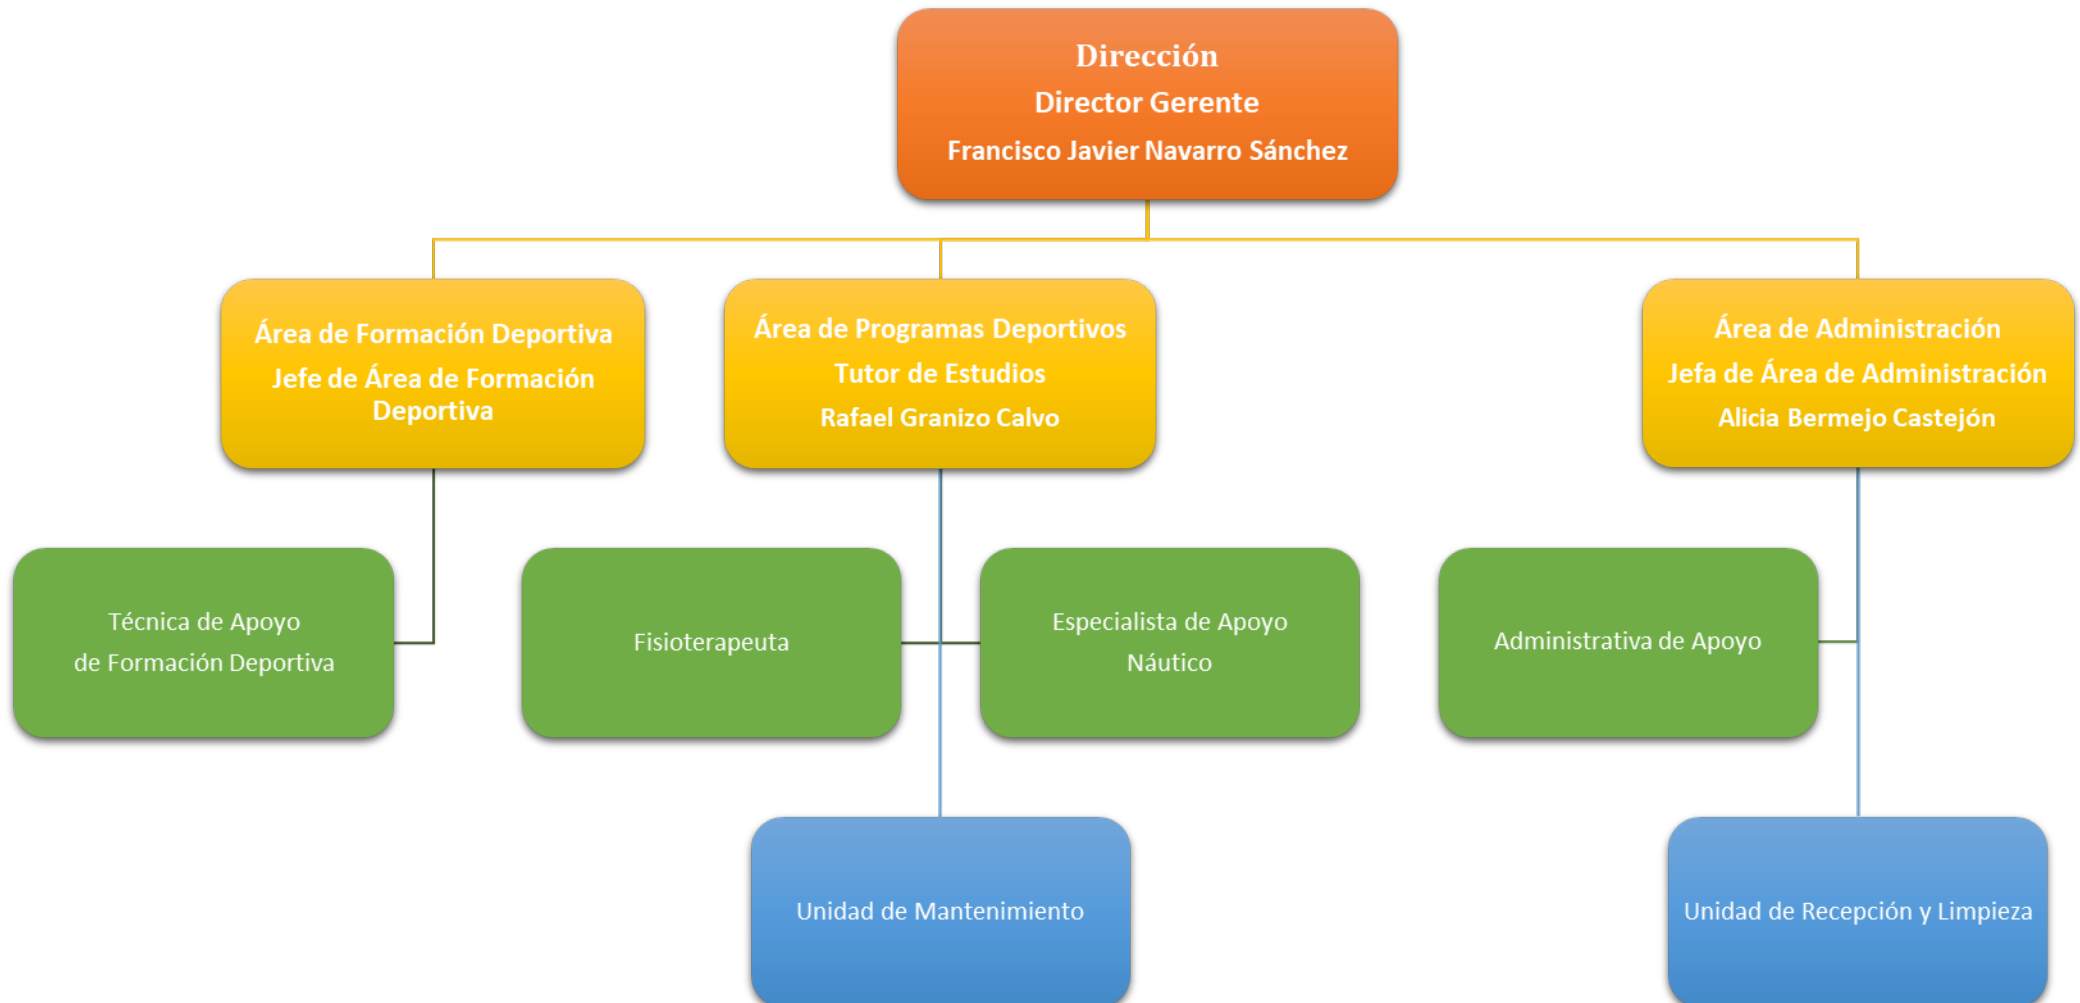 Dirección
Director Gerente
Francisco Javier Navarro Sánchez
Área de Formación Deportiva
Jefe de Área de Formación
Deportiva
Área de Programas Deportivos
Tutor de Estudios
Rafael Granizo Calvo
Área de Administración
Jefa de Área de Administración
Alicia Bermejo Castejón
Técnica de Apoyo
de Formación Deportiva
Fisioterapeuta
Especialista de Apoyo
Náutico
Administrativa de Apoyo
Unidad de Mantenimiento
Unidad de Recepción y Limpieza